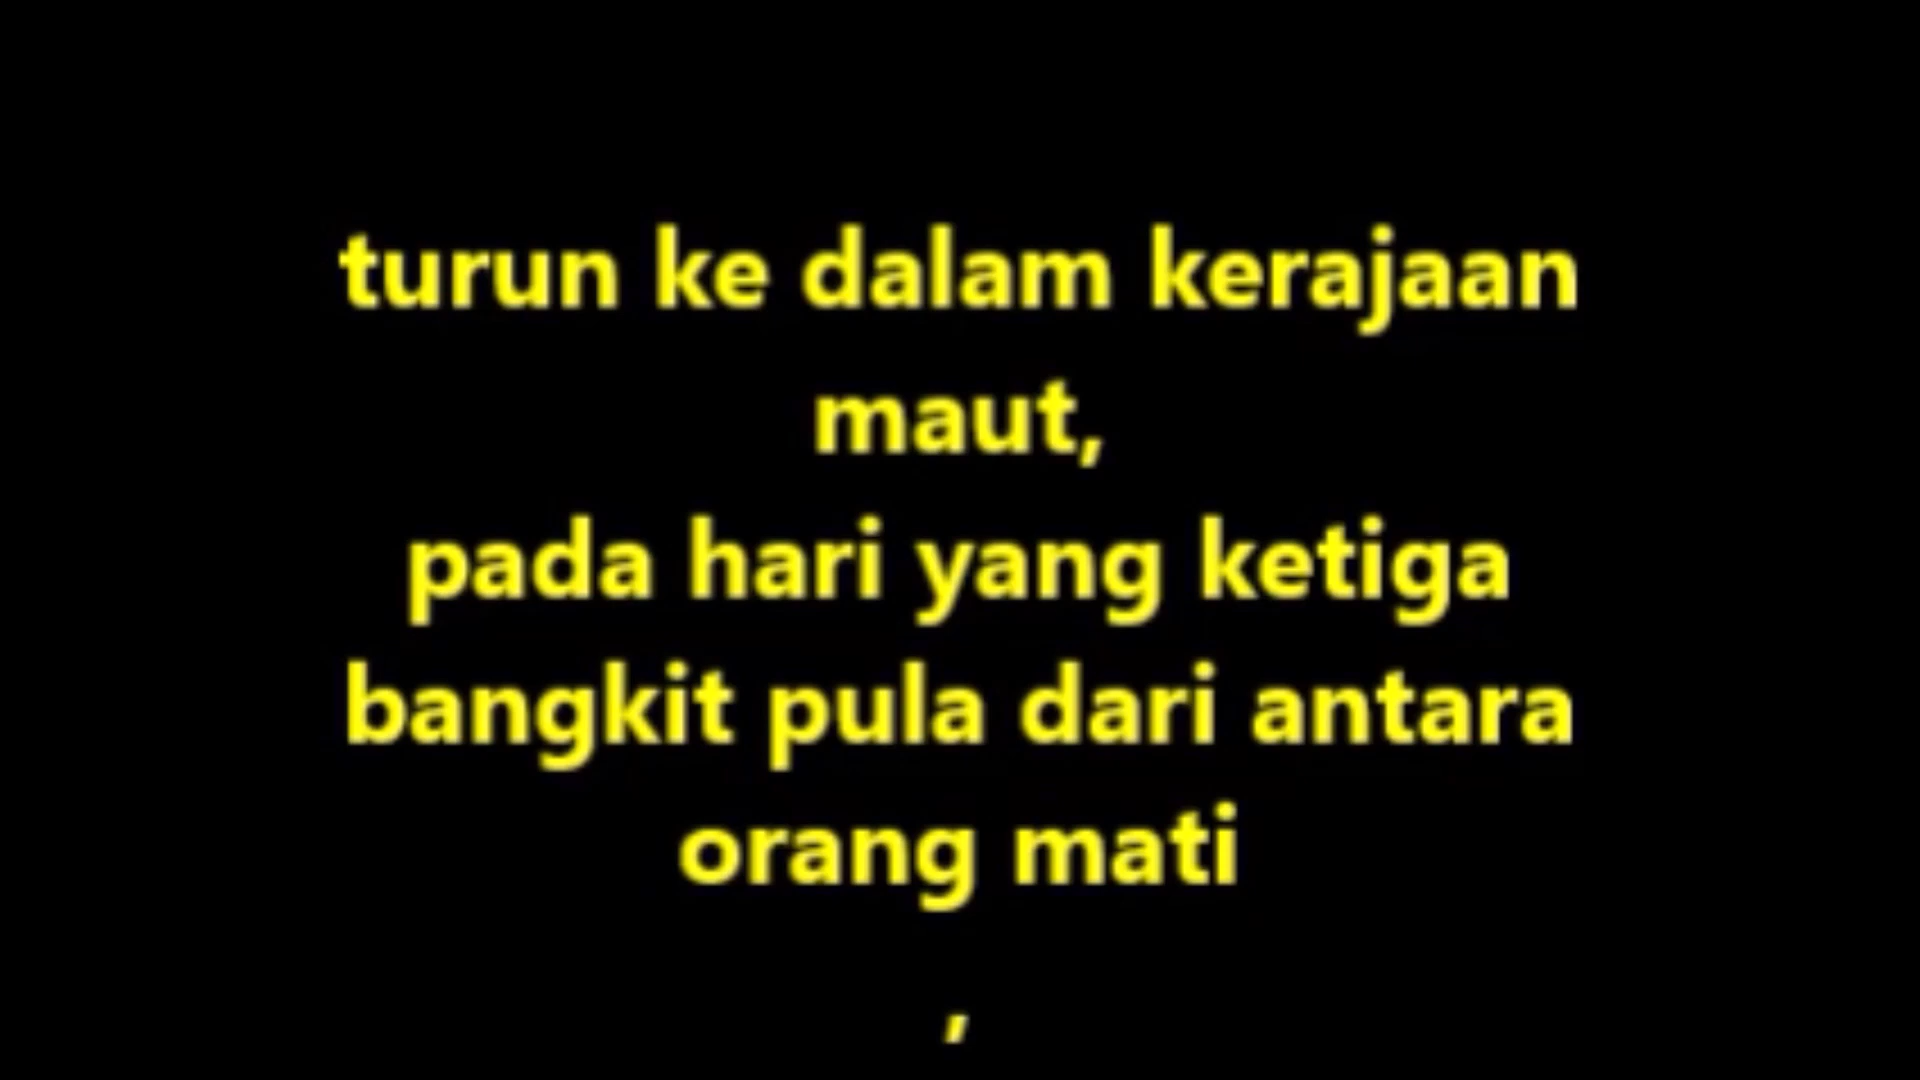 turun ke dalam kerajaan
maut,
pada hari yang ketiga
bangkit pula dari antara
orang mati
,